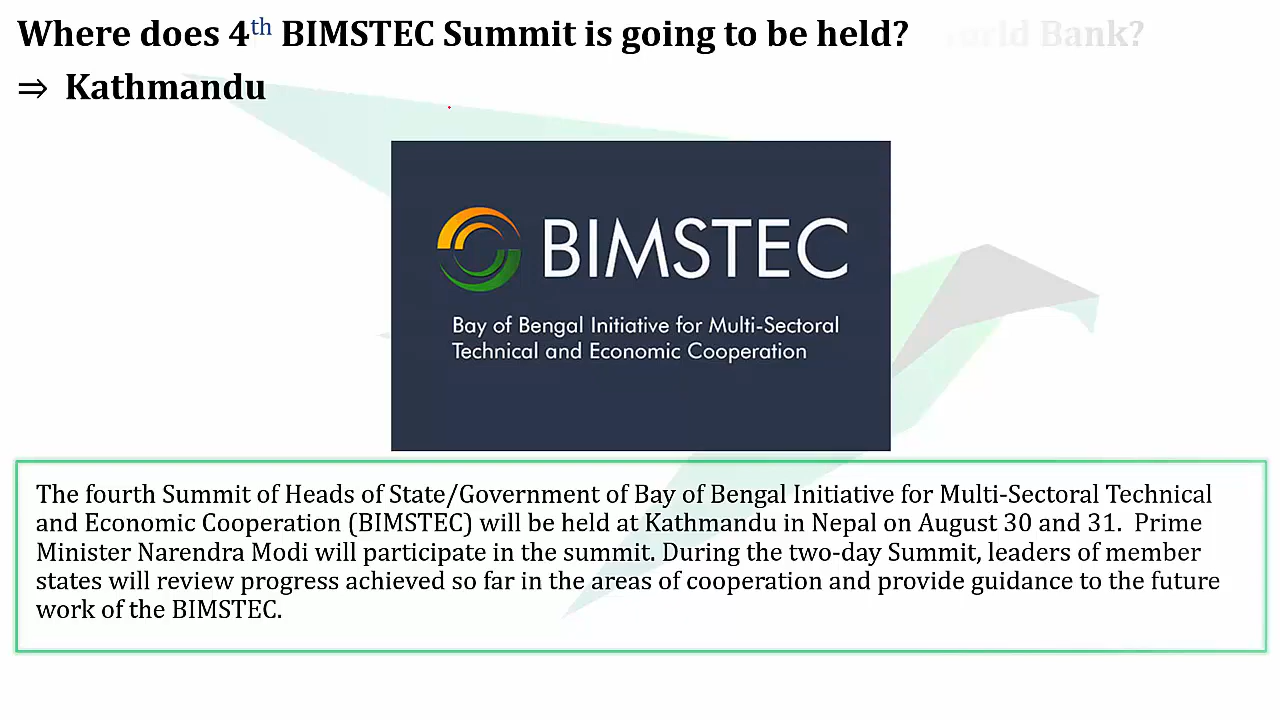 Where does 4th BIMSTEC Summit is going to be held?
Bank?
⇒ Kathmandu
BIMSTEC
Bay of Bengal Initiative for Multi-Sectoral
Technical and Economic Cooperation
The fourth Summit of Heads of State/Government of Bay of Bengal Initiative for Multi-Sectoral Technical
and Economic Cooperation (BIMSTEC) will be held at Kathmandu in Nepal on August 30 and 31. Prime
Minister Narendra Modi will participate in the summit. During the two-day Summit, leaders of member
states will review progress achieved so far in the areas of cooperation and provide guidance to the future
work of the BIMSTEC.